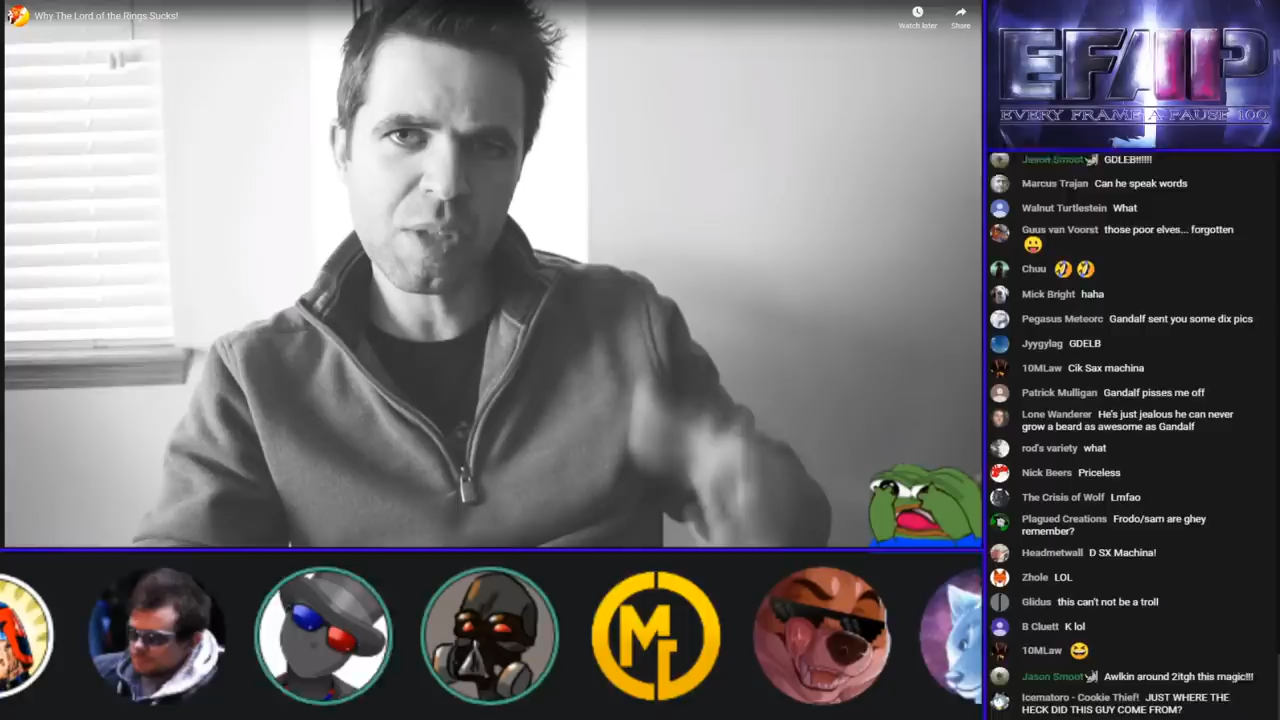 Why The Lord of the Rings Sucks!
Watch later
Share
EFAP
EVERY FRAME A PAUSE 100
Jason Smoot GDLEB!!!!!!
Marcus Trajan Can he speak words
Walnut Turtlestein What
Guus van Voorst those poor elves... forgotten
Chuu
Mick Bright haha
Pegasus Meteorc Gandalf sent you some dix pics
Jyygylag GDELB
10MLaw Cik Sax machina
Patrick Mulligan Gandalf pisses me off
Lone Wanderer He's just jealous he can never
grow a beard as awesome as Gandalf
rod's variety what
Nick Beers Priceless
The Crisis of Wolf Lmfao
Plagued Creations Frodo/sam are ghey
remember?
Headmetwall D SX Machina!
Zhole LOL
Glidus this can't not be a troll
B Cluett K lol
10MLaw
Jason Smoot Awlkin around 2itgh this magic!!!
Icematoro - Cookie Thief! JUST WHERE THE
HECK DID THIS GUY COME FROM?